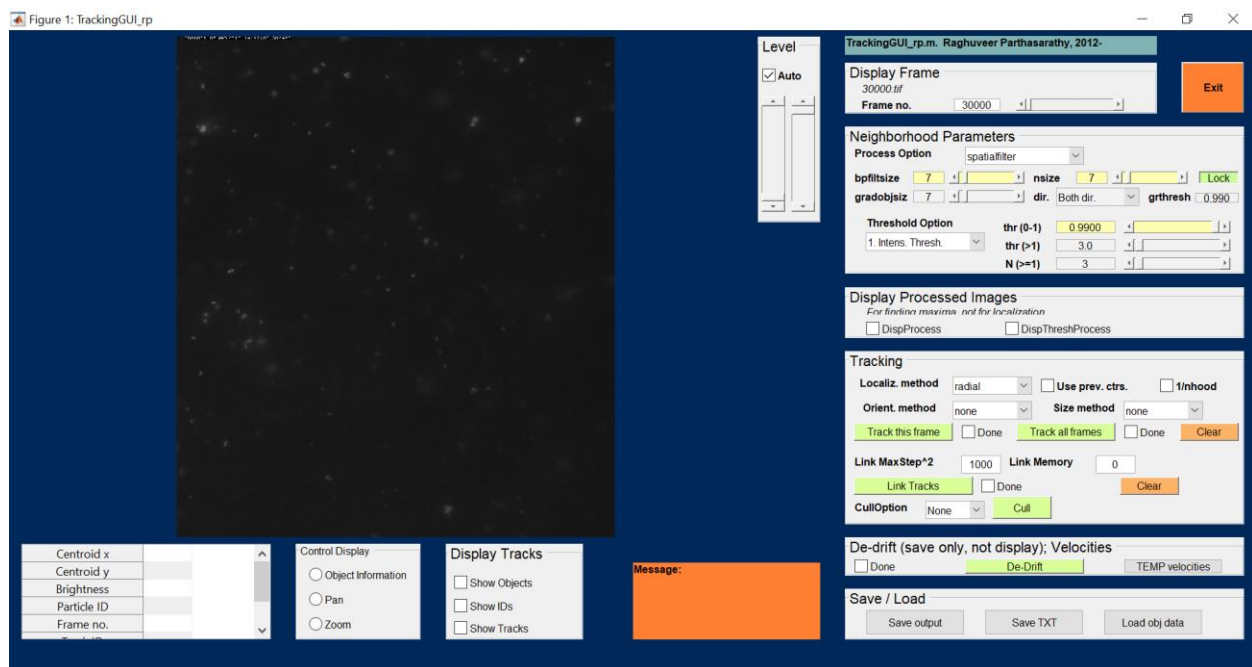 Figure 1: TrackingGUI_rp
Level
Auto
TrackingGUI_rp.m. Raghuveer Parthasarathy, 2012-
Display Frame
30000.tif
Frame no. 30000
Exit
Neighborhood Parameters
Process Option spatialfilter
bpfiltsize 7 nsize 7 Lock
gradobjsiz 7 dir. Both dir. grthresh 0.990
Threshold Option thr (0-1) 0.9900
1. Intens. Thresh. thr (>1) 3.0
N (>=1) 3
Display Processed Images
For finding maxima, not for localization
DispProcess DispThreshProcess
Tracking
Localiz. method radial Use prev. ctrs. 1/nhood
Orient. method none Size method none
Track this frame Done Track all frames Done Clear
Link MaxStep^2 1000 Link Memory 0
Link Tracks Done Clear
CullOption None Cull
De-drift (save only, not display); Velocities
Done De-Drift TEMP velocities
Save / Load
Save output Save TXT Load obj data
Centroid x
Centroid y
Brightness
Particle ID
Frame no.
Control Display
Object Information
Pan
Zoom
Display Tracks
Show Objects
Show IDs
Show Tracks
Message: